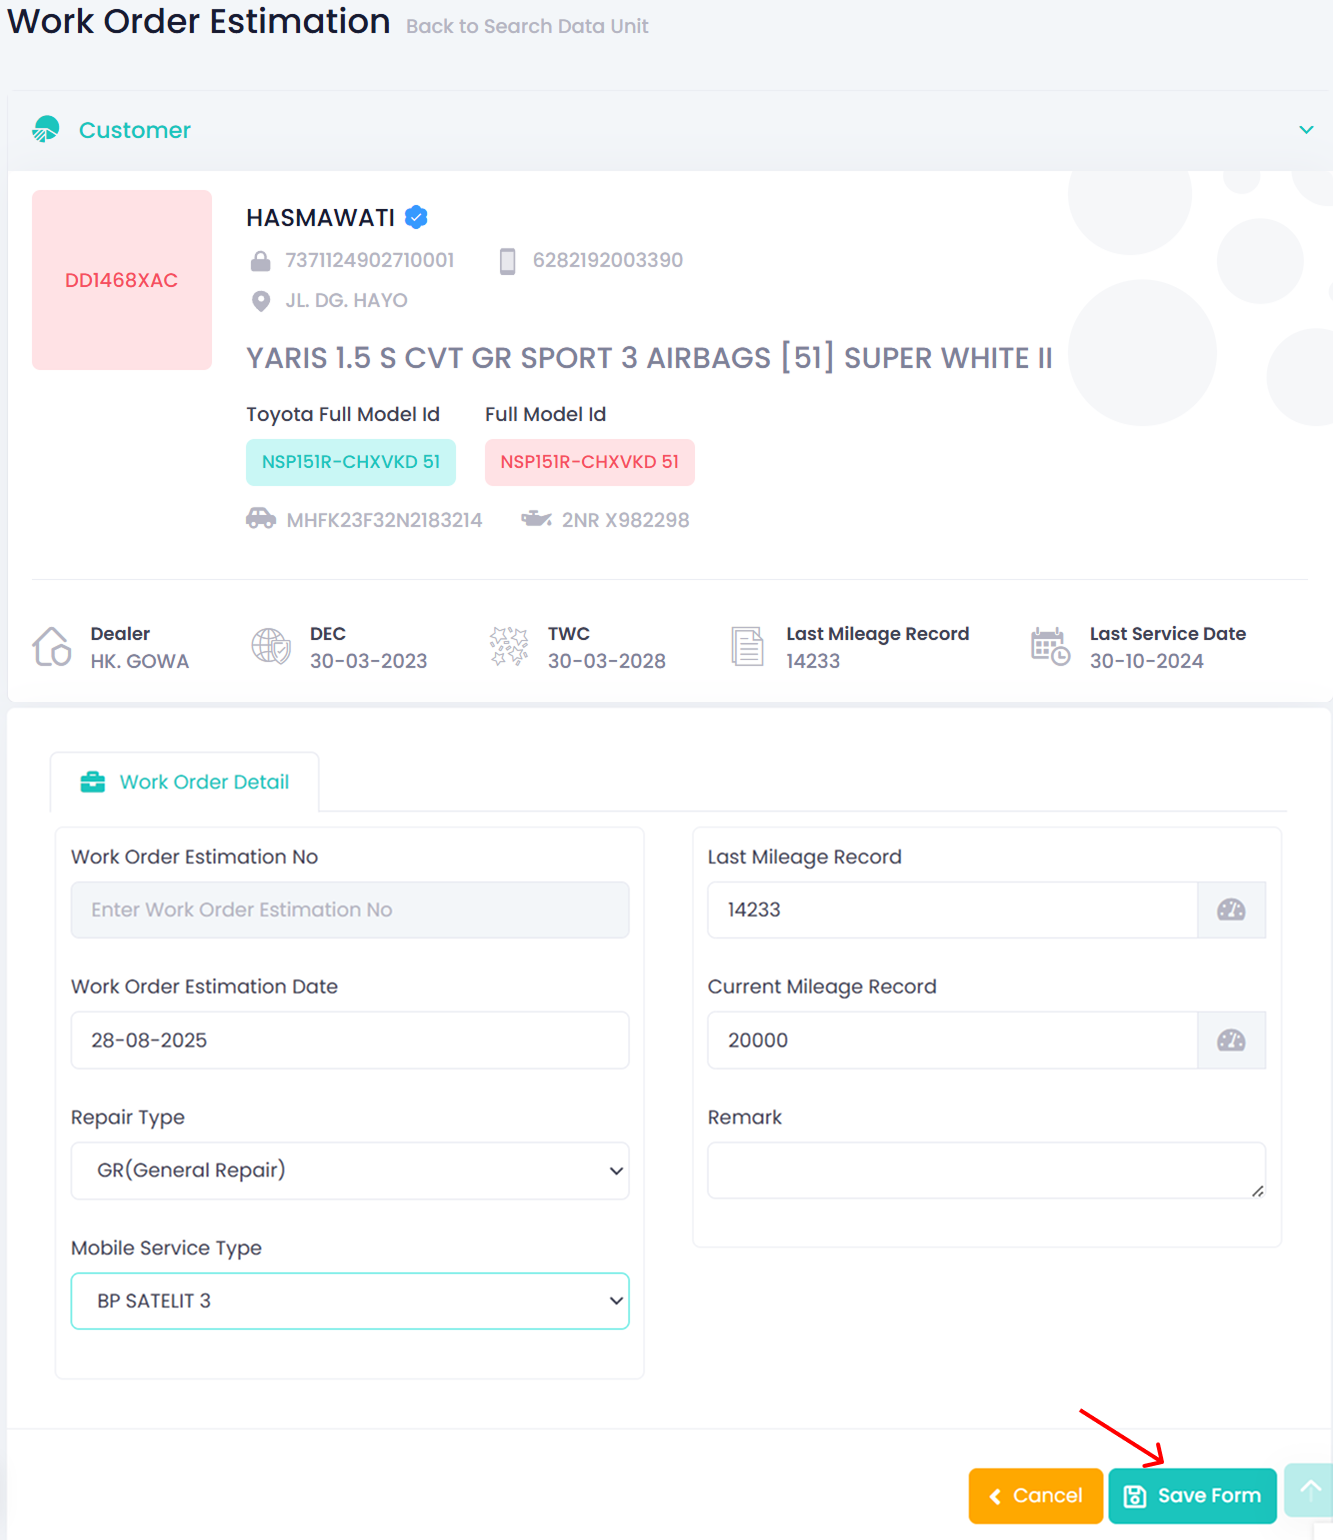 Work Order Estimation Back to Search Data Unit
Customer
DD1468XAC
HASMAWATI
7371124902710001 6282192003390
JL. DG. HAYO
YARIS 1.5 S CVT GR SPORT 3 AIRBAGS [51] SUPER WHITE II
Toyota Full Model Id Full Model Id
NSP151R-CHXVKD 51 NSP151R-CHXVKD 51
MHFK23F32N2183214 2NR X982298
Dealer DEC TWC Last Mileage Record Last Service Date
HK. GOWA 30-03-2023 30-03-2028 14233 30-10-2024
Work Order Detail
Work Order Estimation No
Enter Work Order Estimation No
Work Order Estimation Date
28-08-2025
Repair Type
GR(General Repair)
Mobile Service Type
BP SATELIT 3
Last Mileage Record
14233
Current Mileage Record
20000
Remark
Cancel Save Form